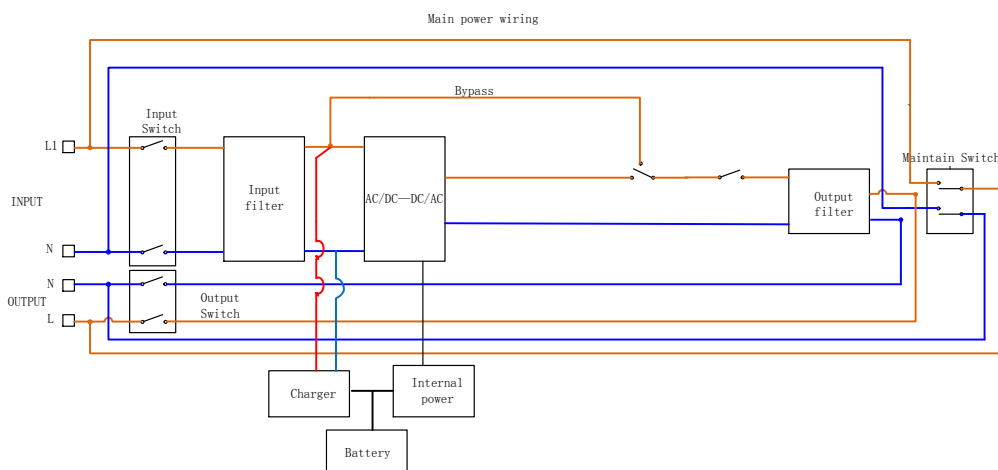 Main power wiring
Bypass
Input
Switch
L1
Maintain Switch
Input
filter
AC/DC—DC/AC
Output
filter
INPUT
N
N
OUTPUT
Output
Switch
L
Charger
Internal
power
Battery